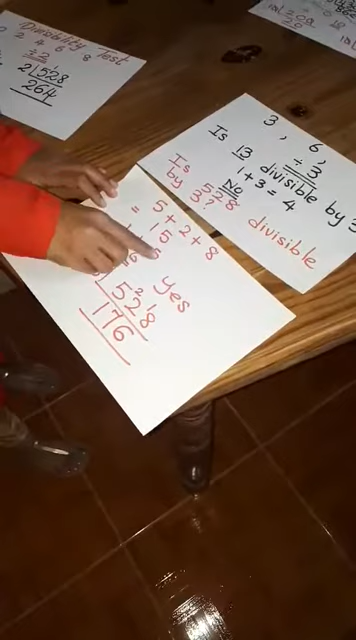 Divisibility Test
2 4 6 8
÷2
2|528
264
3, 6,
÷3
Is 13 divisible by 3
1+3=4
No
Is 528 divisible
by 3?
= 5+2+8
15
Yes
528
176